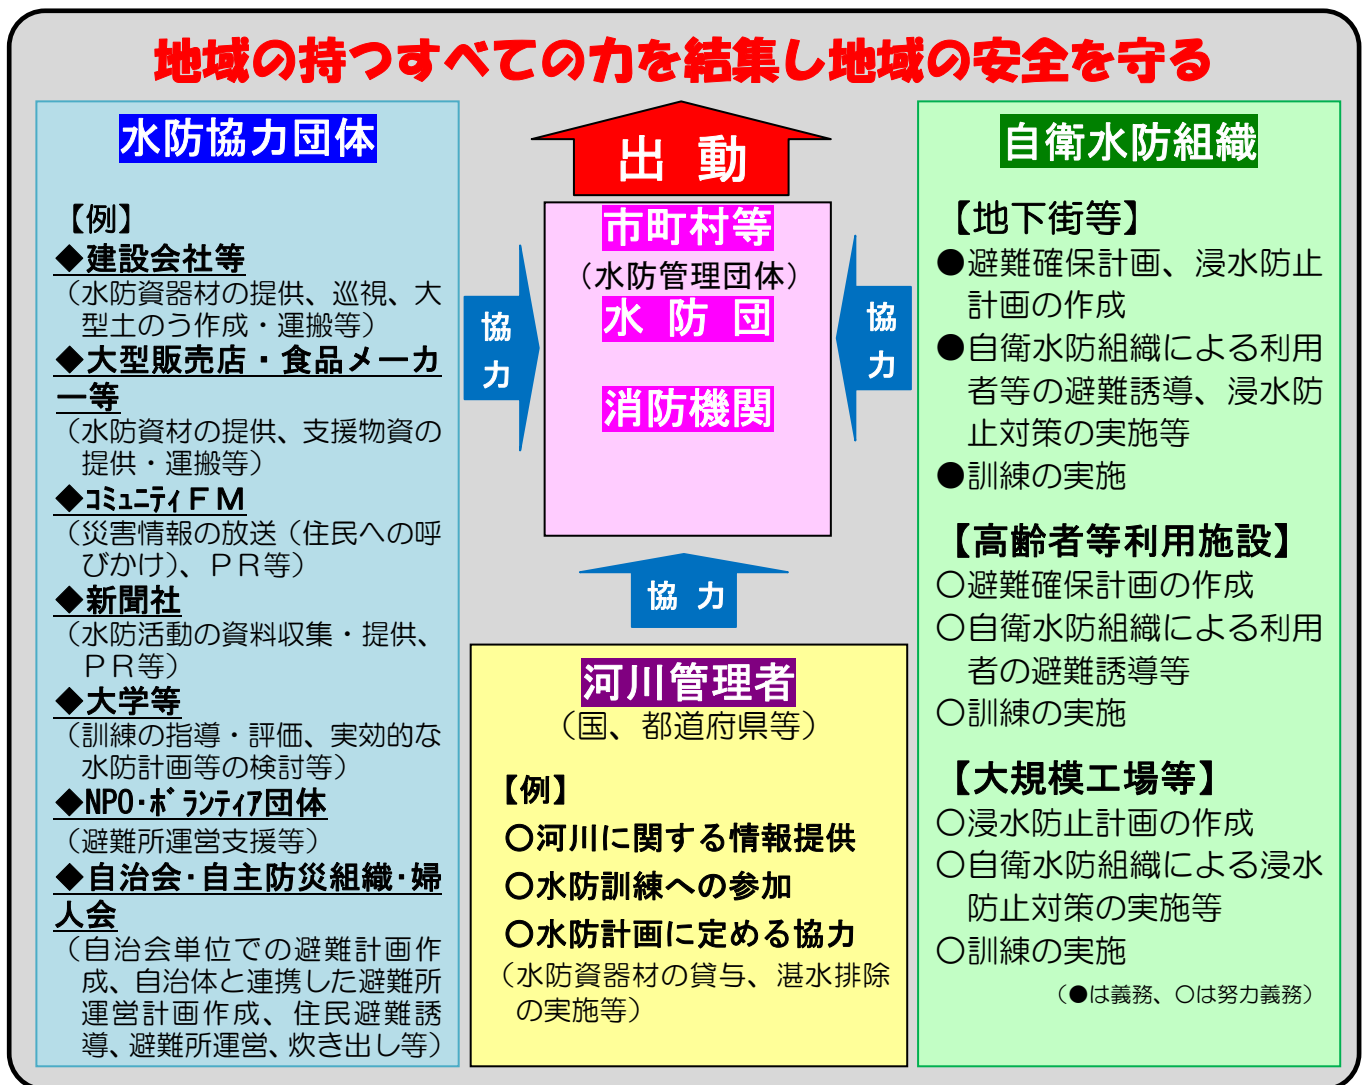 地域の持つすべての力を結集し地域の安全を守る
水防協力団体
【例】
◆建設会社等
（水防資器材の提供、巡視、大
型土のう作成・運搬等）
◆大型販売店・食品メーカ
ー等
（水防資材の提供、支援物資の
提供・運搬等）
◆ｺﾐｭﾆﾃｨＦＭ
（災害情報の放送（住民への呼
びかけ）、ＰＲ等）
◆新聞社
（水防活動の資料収集・提供、
ＰＲ等）
◆大学等
（訓練の指導・評価、実効的な
水防計画等の検討等）
◆NPO・ﾎﾞﾗﾝﾃｨｱ団体
（避難所運営支援等）
◆自治会・自主防災組織・婦
人会
（自治会単位での避難計画作
成、自治体と連携した避難所
運営計画作成、住民避難誘
導、避難所運営、炊き出し等）
協
力
出 動
市町村等
（水防管理団体）
水 防 団
消防機関
協
力
協 力
河川管理者
（国、都道府県等）
【例】
〇河川に関する情報提供
〇水防訓練への参加
〇水防計画に定める協力
（水防資器材の貸与、湛水排除
の実施等）
自衛水防組織
【地下街等】
●避難確保計画、浸水防止
計画の作成
●自衛水防組織による利用
者等の避難誘導、浸水防
止対策の実施等
●訓練の実施
【高齢者等利用施設】
〇避難確保計画の作成
〇自衛水防組織による利用
者の避難誘導等
〇訓練の実施
【大規模工場等】
〇浸水防止計画の作成
〇自衛水防組織による浸水
防止対策の実施等
〇訓練の実施
（●は義務、〇は努力義務）